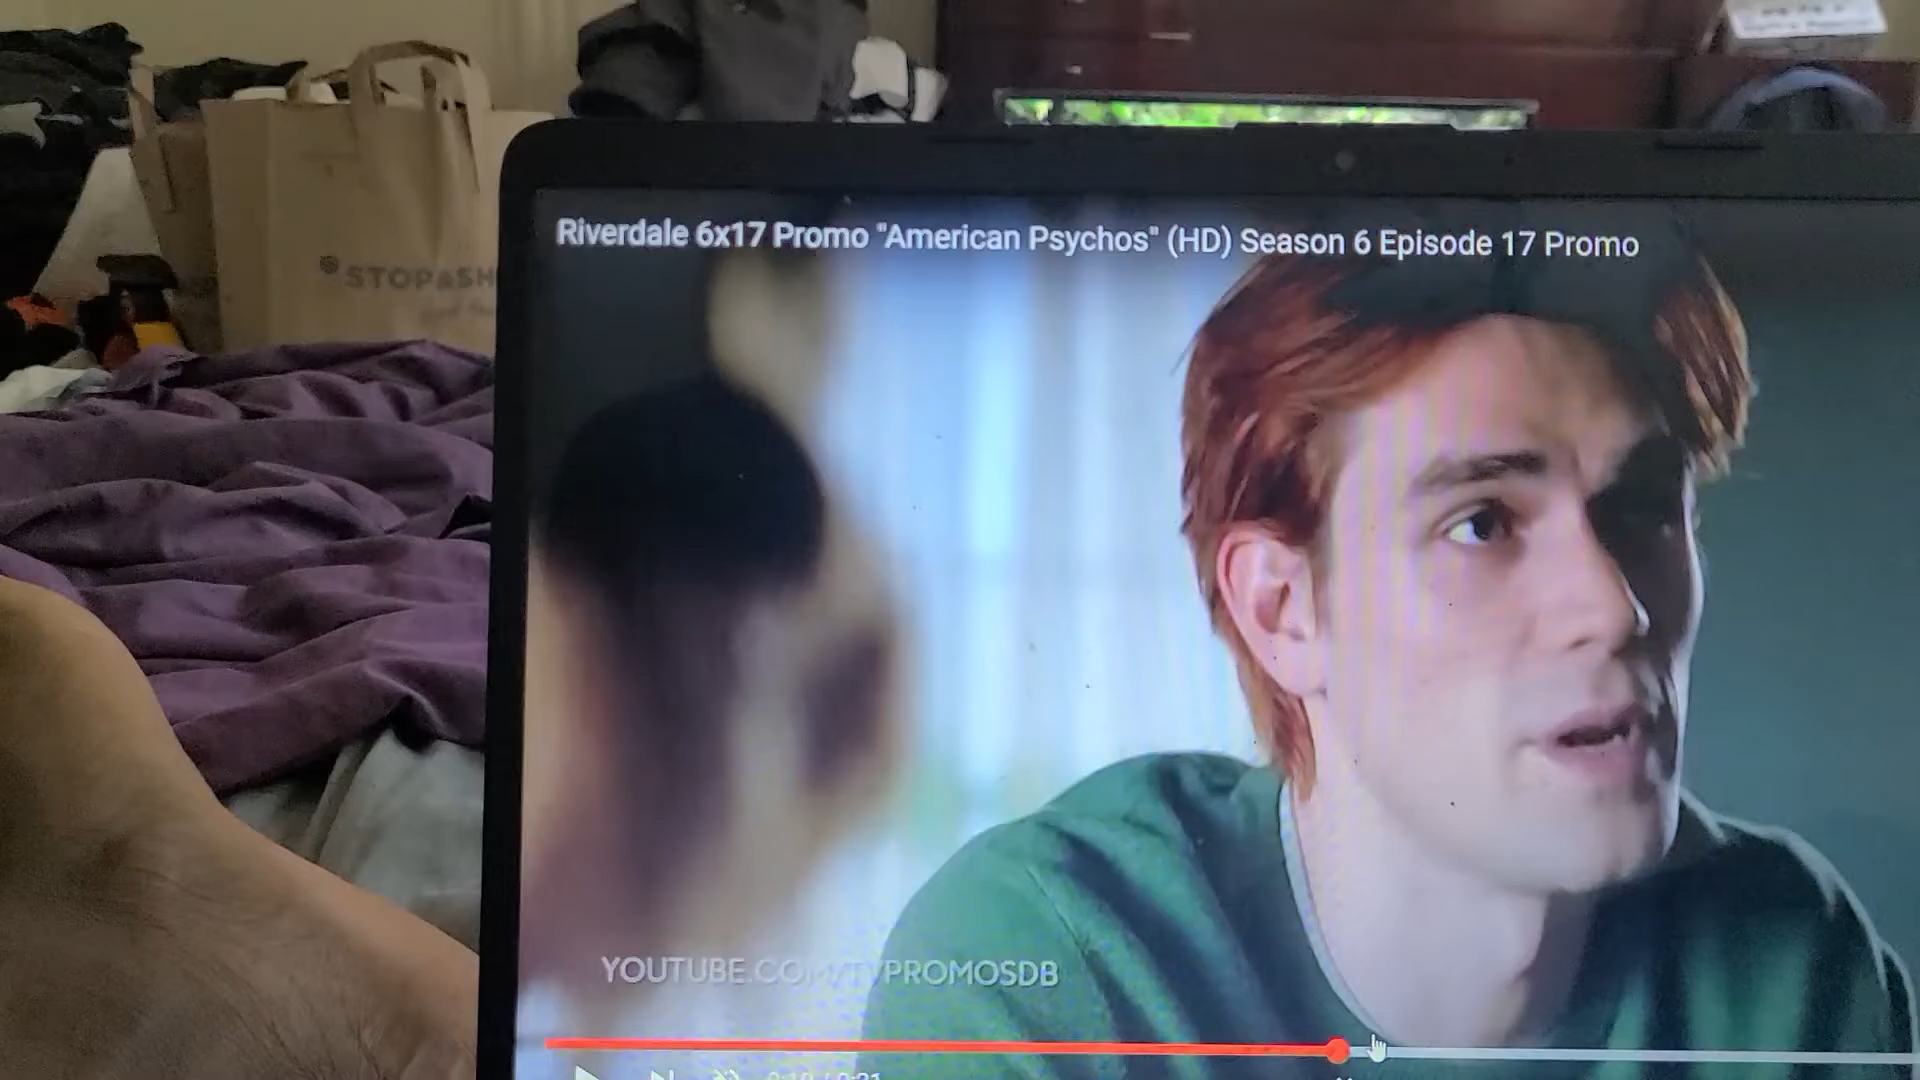 Riverdale 6x17 Promo "American Psychos" (HD) Season 6 Episode 17 Promo
STOP&SH
YOUTUBE.COM/TVPROMOSDB